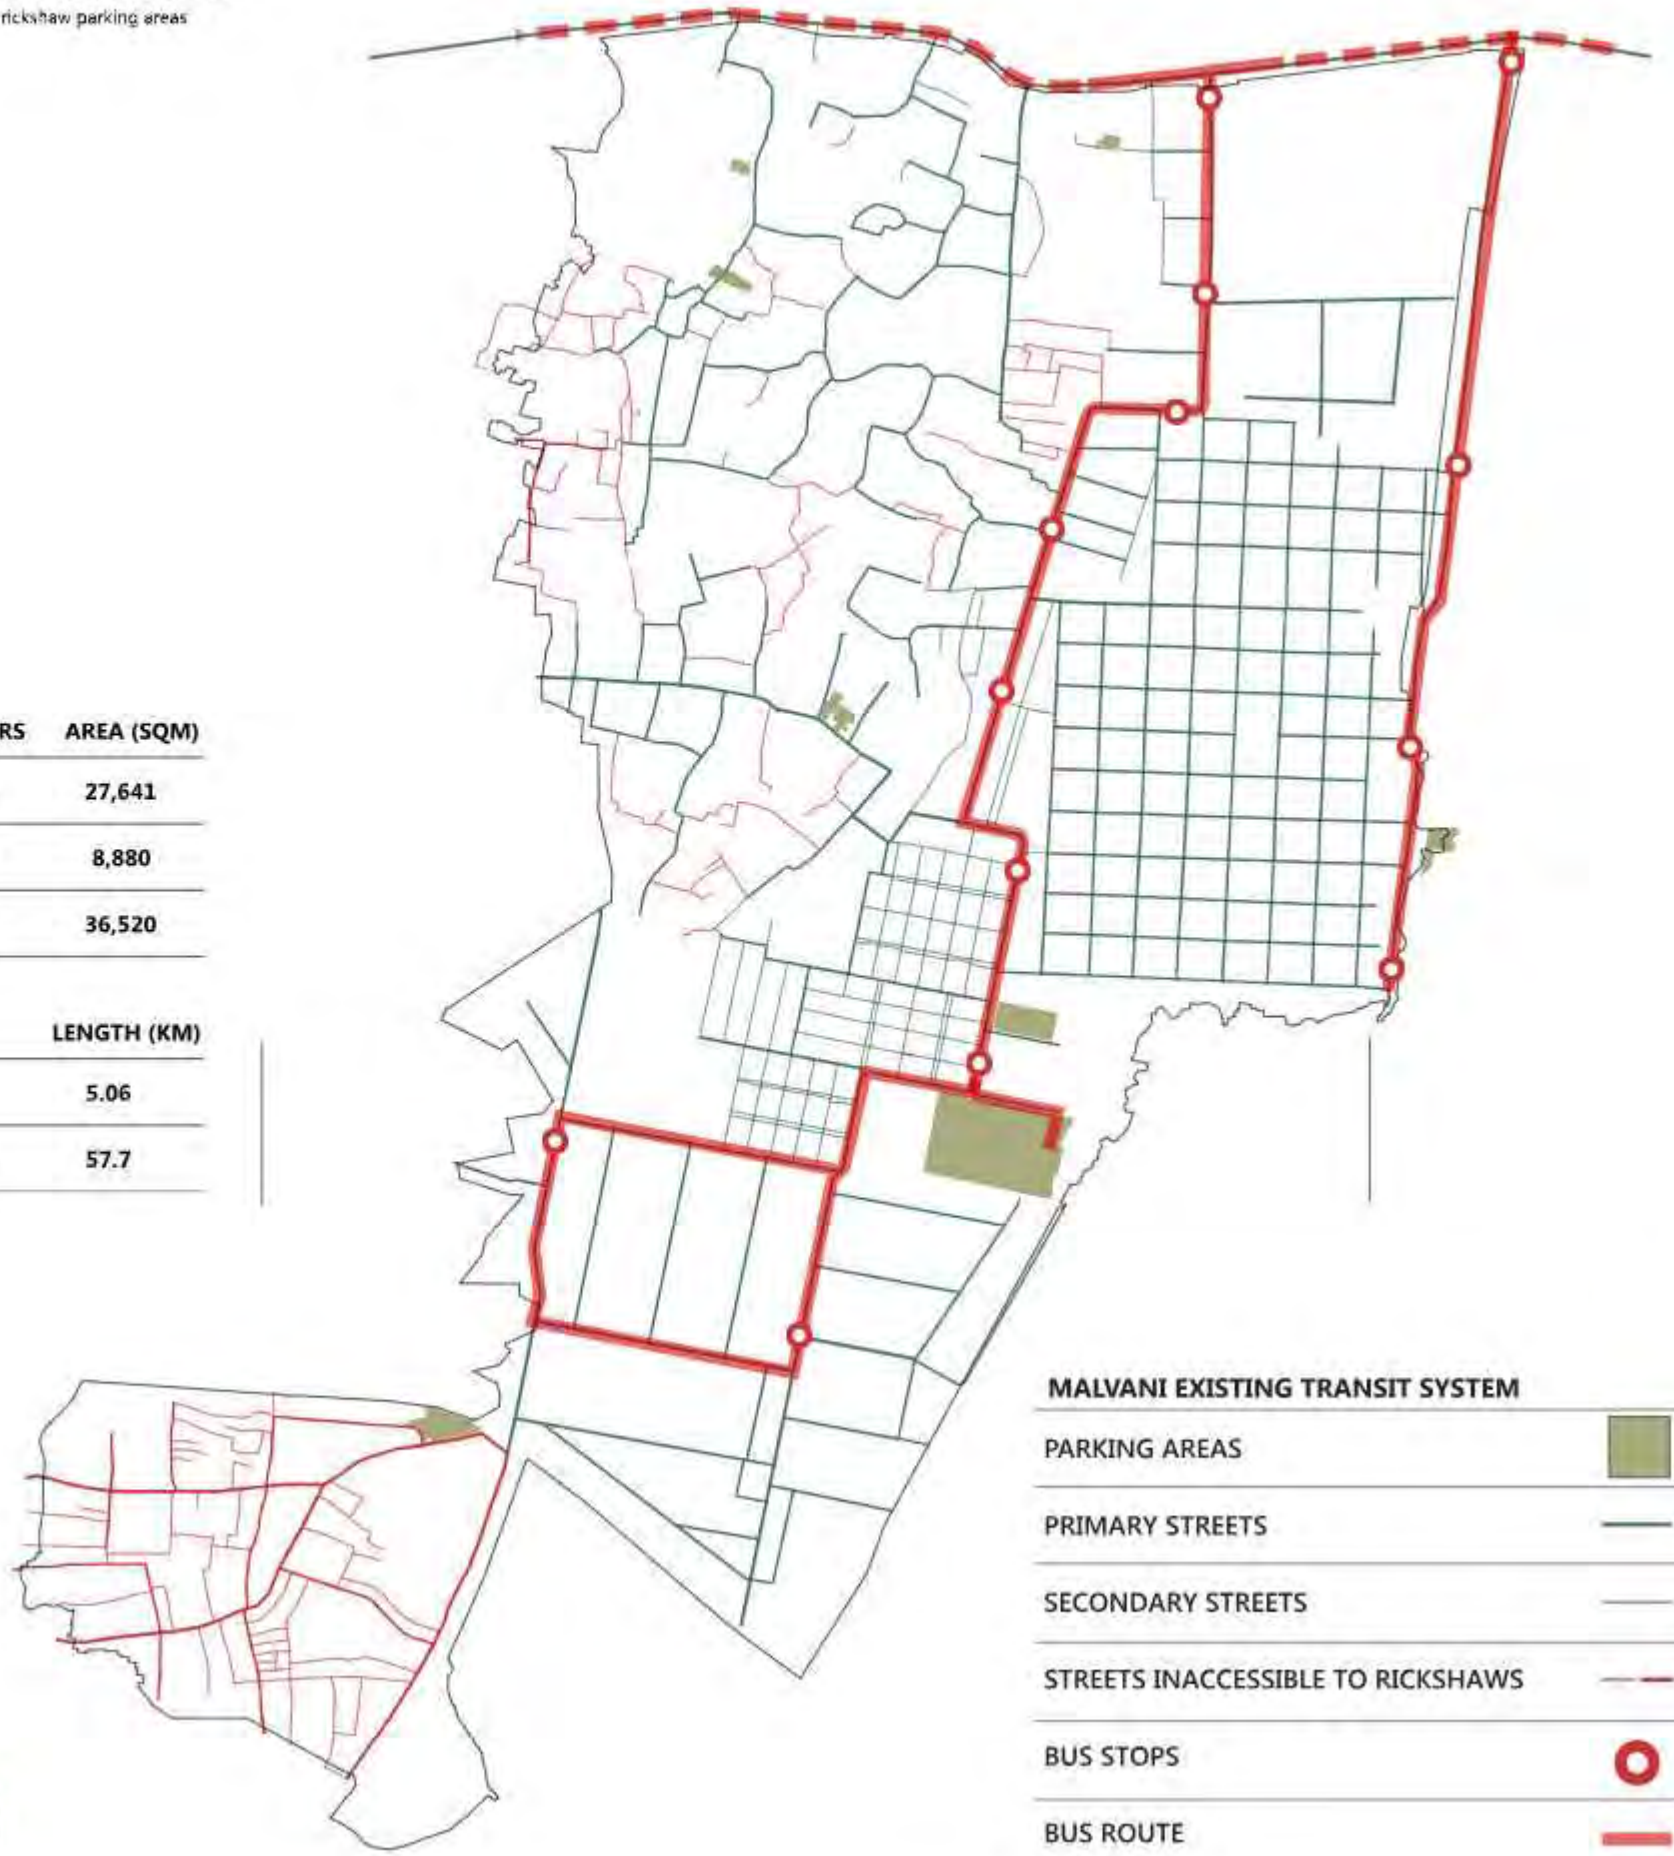 rickshaw parking areas
RS AREA (SQM)
27,641
8,880
36,520
LENGTH (KM)
5.06
57.7
MALVANI EXISTING TRANSIT SYSTEM
PARKING AREAS
PRIMARY STREETS
SECONDARY STREETS
STREETS INACCESSIBLE TO RICKSHAWS
BUS STOPS
BUS ROUTE